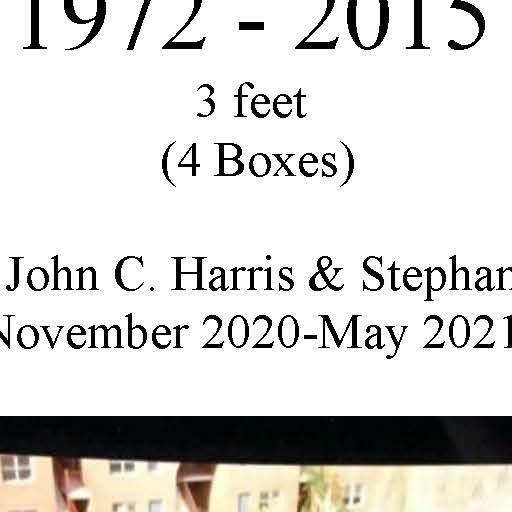 1972 - 2015
3 feet
(4 Boxes)
John C. Harris & Stephan
November 2020-May 2021